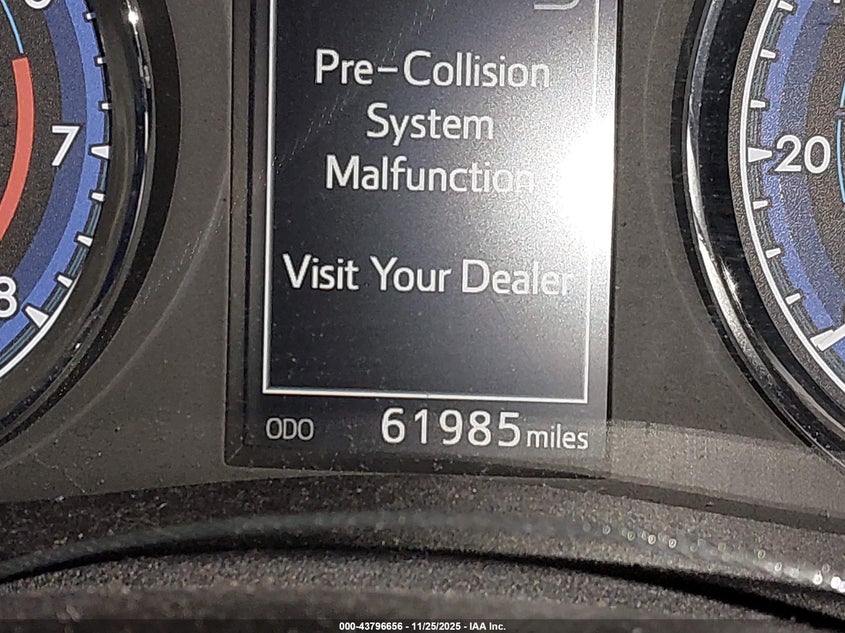 Pre-Collision
System
Malfunction
Visit Your Dealer
7
8
20
ODO 61985 miles
000-43796656 - 11/25/2025 - IAA Inc.